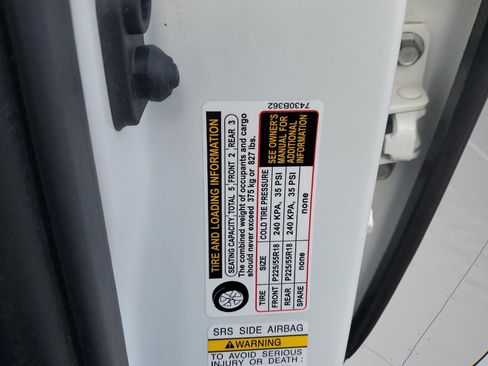 7430B362
TIRE AND LOADING INFORMATION
SEATING CAPACITY TOTAL 5 FRONT 2 REAR 3
The combined weight of occupants and cargo
should never exceed 375 kg or 827 lbs.
TIRE SIZE COLD TIRE PRESSURE
FRONT P225/55R18 240 KPA, 35 PSI
REAR P225/55R18 240 KPA, 35 PSI
SPARE none none
SEE OWNER'S
MANUAL FOR
ADDITIONAL
INFORMATION
SRS SIDE AIRBAG
WARNING
TO AVOID SERIOUS
INJURY OR DEATH :